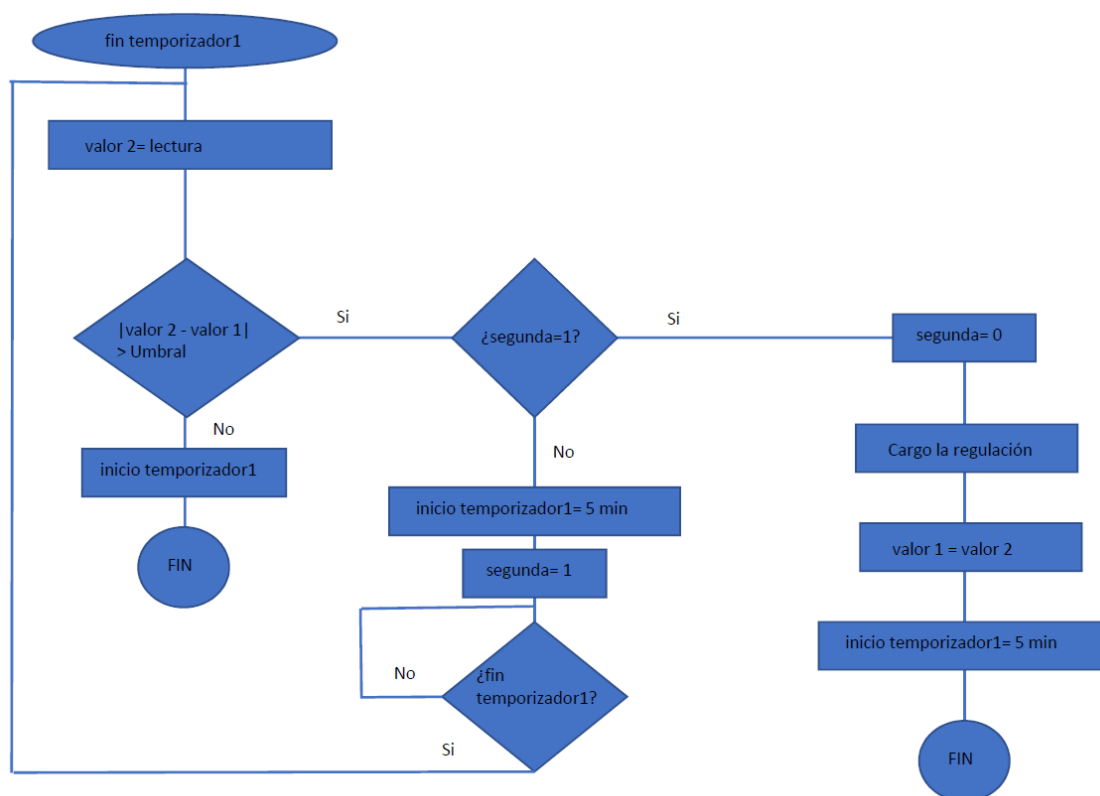 fin temporizador1
valor 2= lectura
|valor 2 - valor 1|
> Umbral
Si
¿segunda=1?
Si
segunda= 0
No
inicio temporizador1
FIN
No
inicio temporizador1= 5 min
segunda= 1
¿fin
temporizador1?
No
Si
Cargo la regulación
valor 1 = valor 2
inicio temporizador1= 5 min
FIN